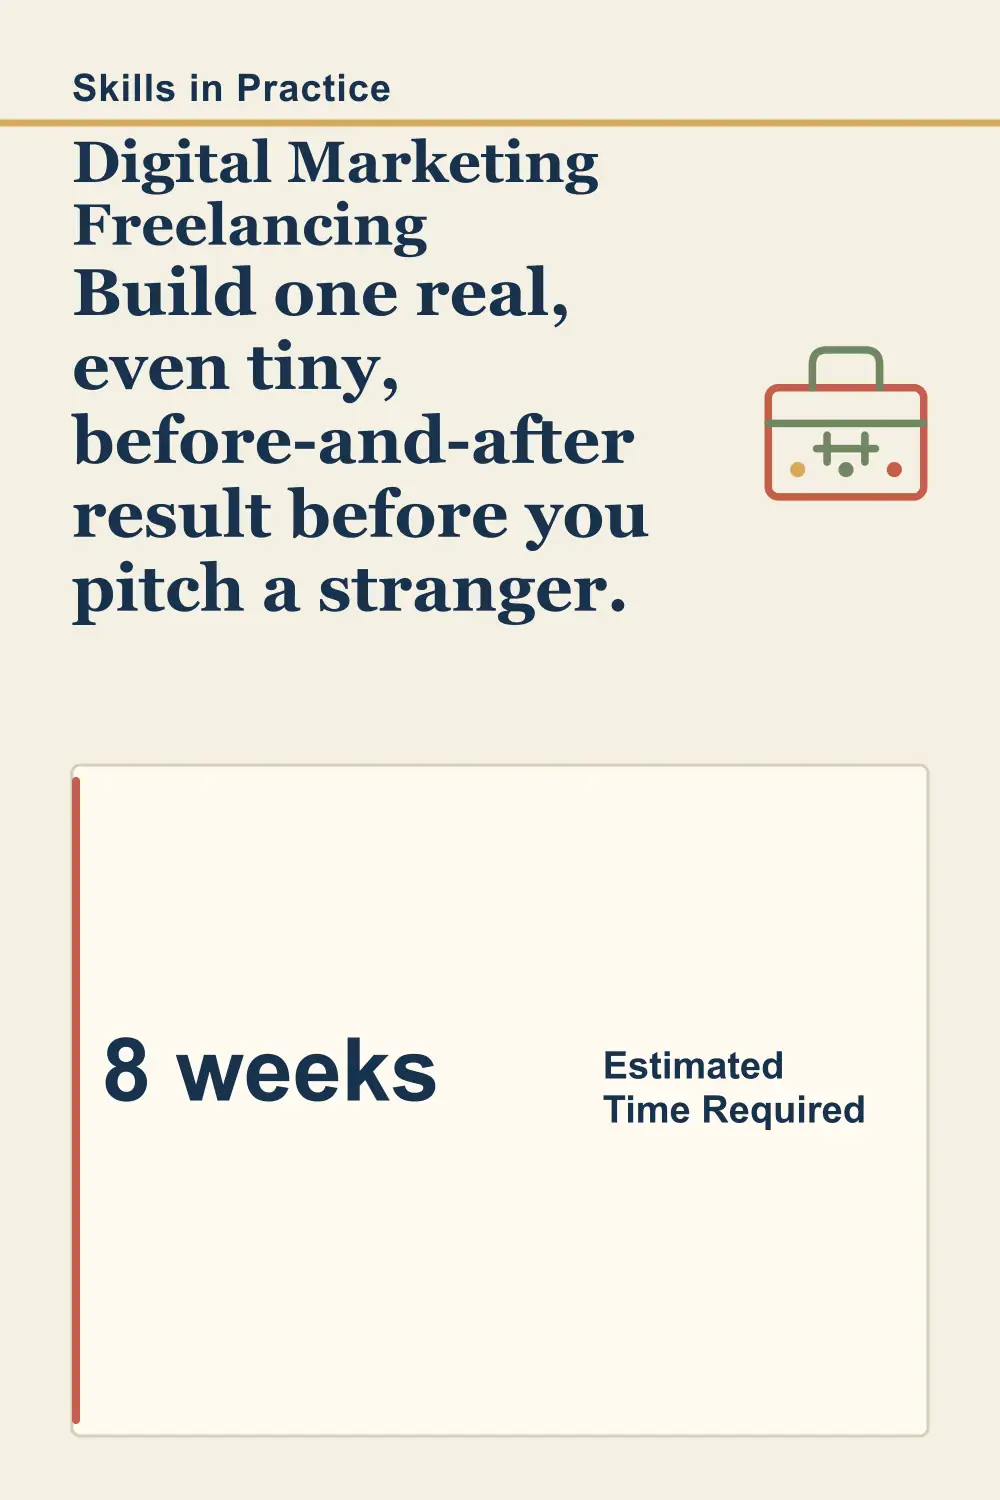 Skills in Practice
Digital Marketing
Freelancing
Build one real,
even tiny,
before-and-after
result before you
pitch a stranger.
8 weeks
Estimated
Time Required